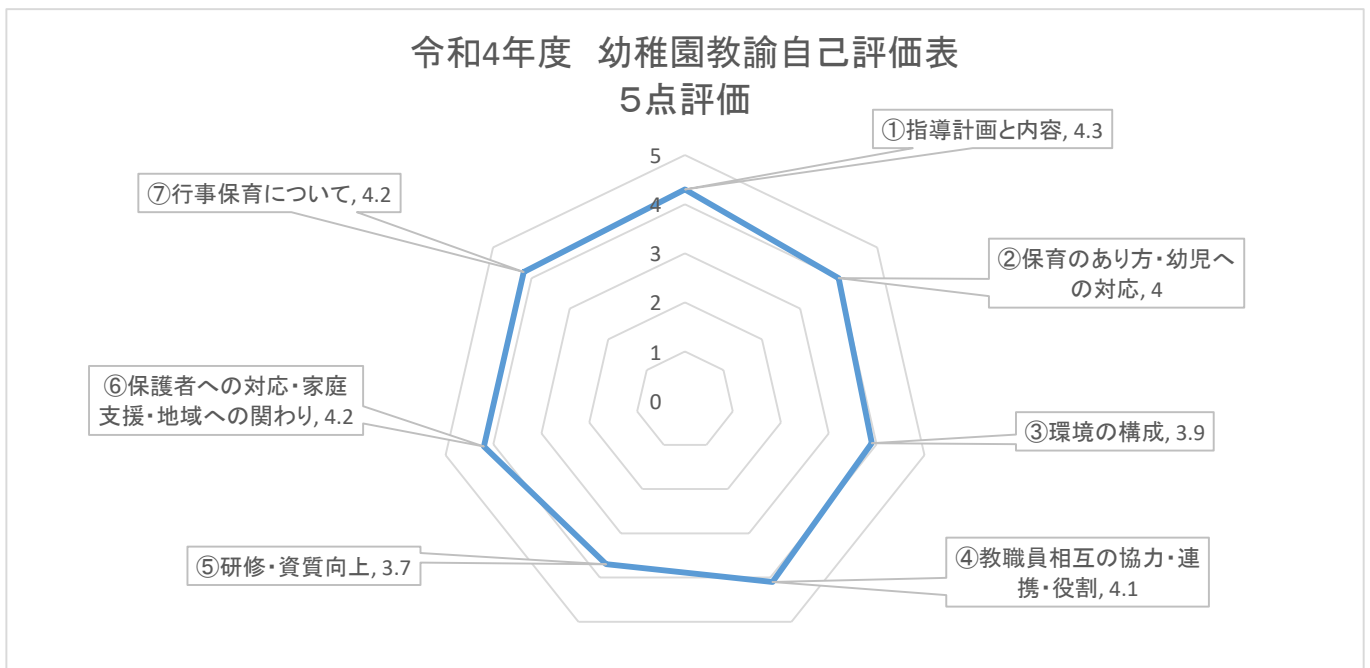 令和4年度　幼稚園教諭自己評価表
５点評価
①指導計画と内容, 4.3
②保育のあり方・幼児へ
の対応, 4
③環境の構成, 3.9
④教職員相互の協力・連
携・役割, 4.1
⑤研修・資質向上, 3.7
⑥保護者への対応・家庭
支援・地域への関わり, 4.2
⑦行事保育について, 4.2
5
4
3
2
1
0